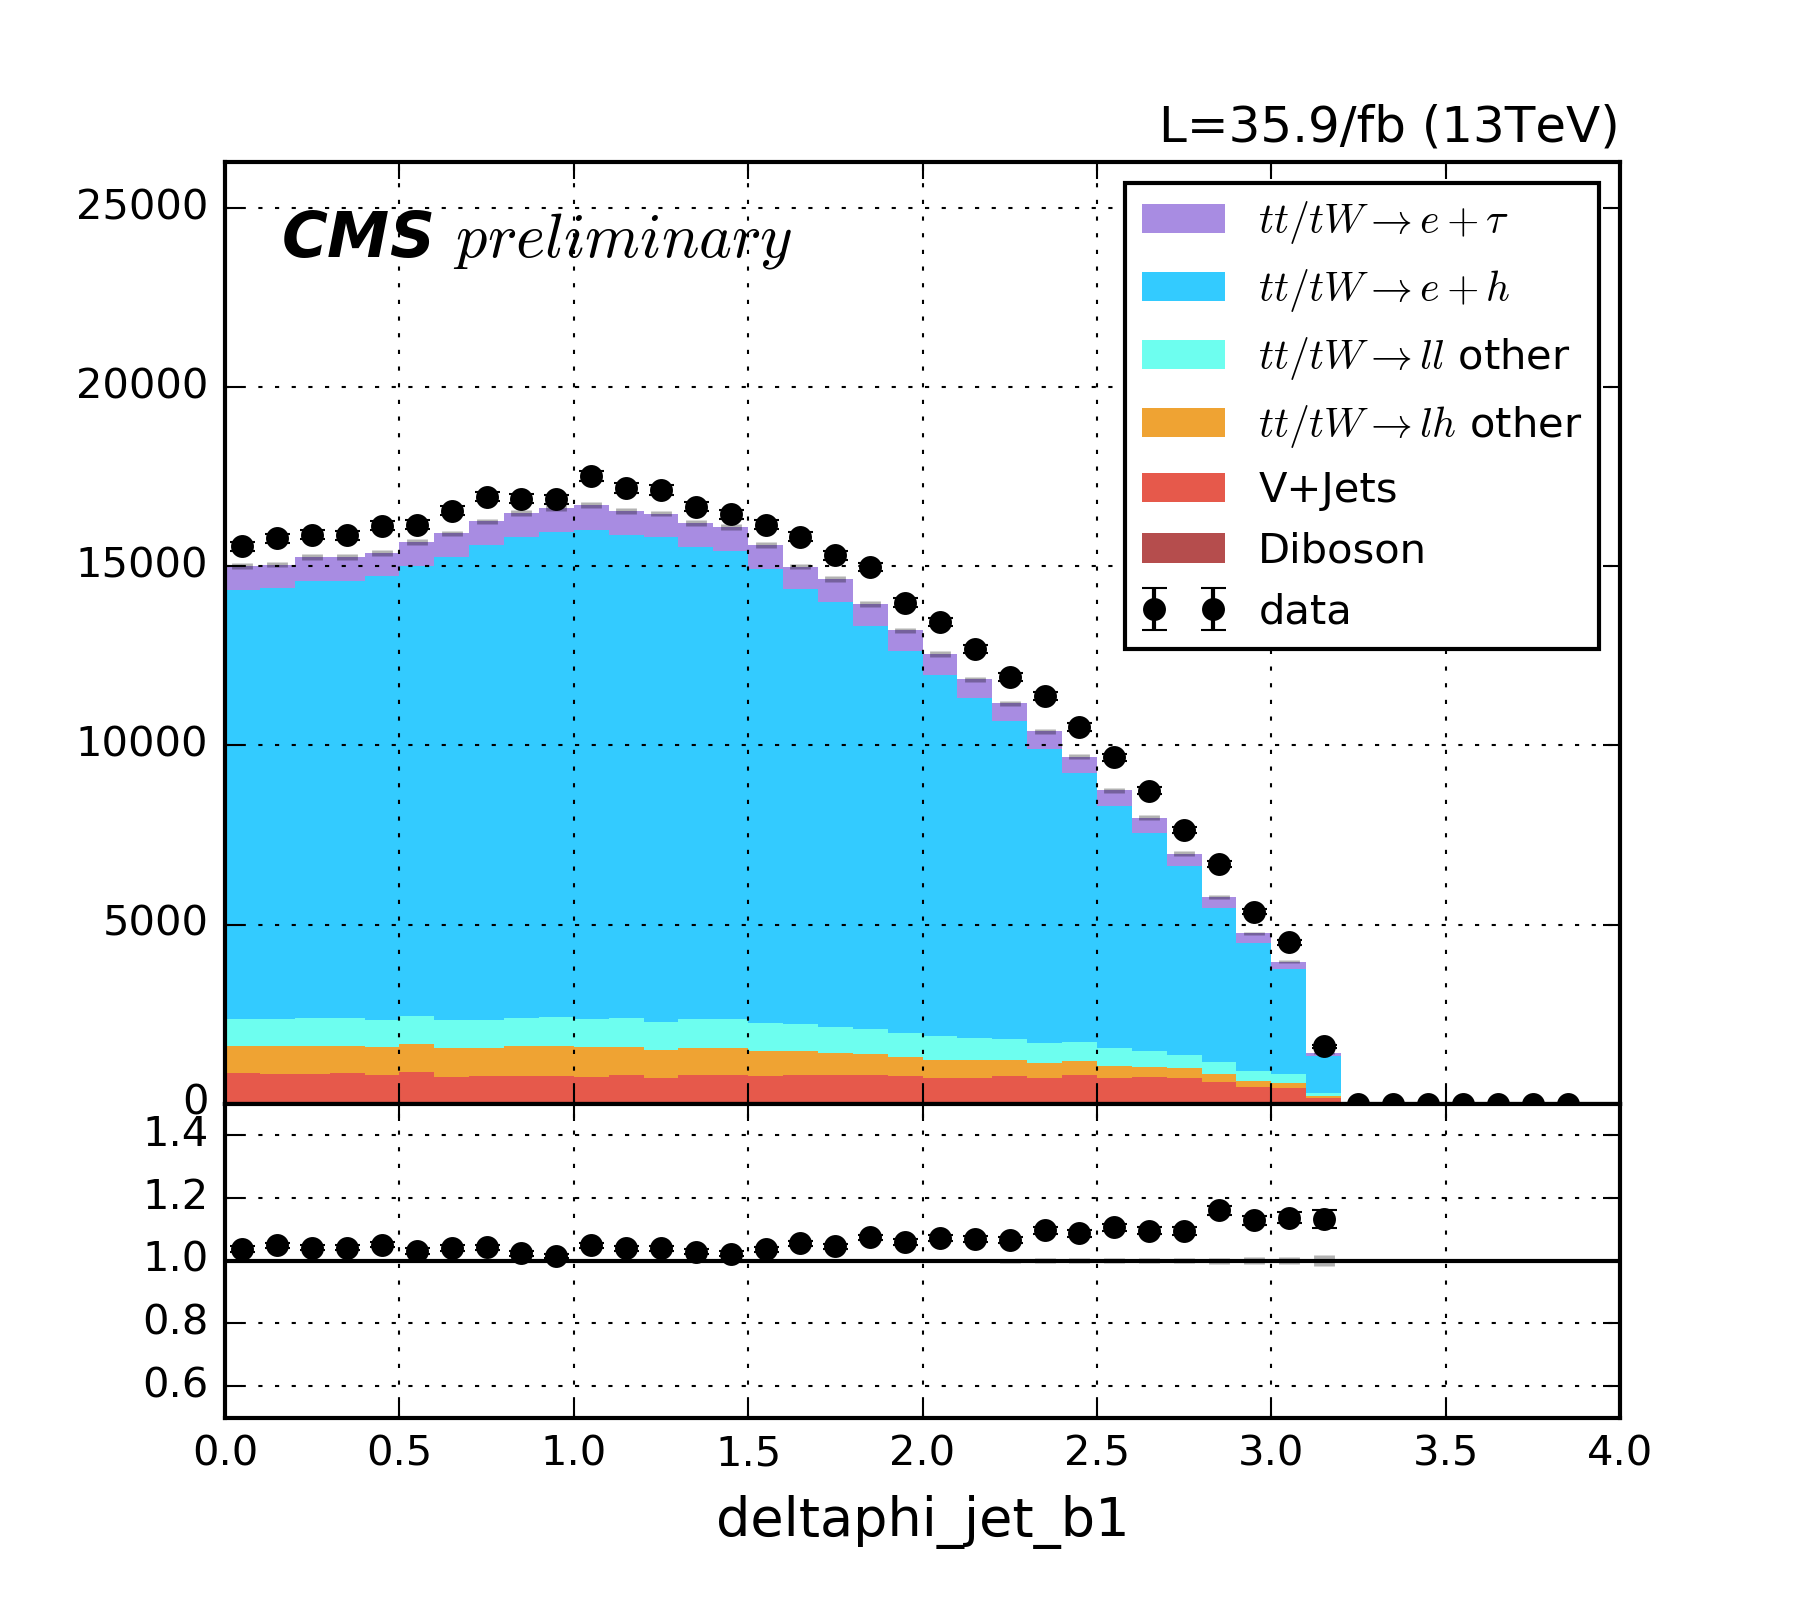 L=35.9/fb (13TeV)
CMS preliminary
25000
20000
15000
10000
5000
0
tt/tW→e+τ
tt/tW→e+h
tt/tW→ll other
tt/tW→lh other
V+Jets
Diboson
data
1.4
1.2
1.0
0.8
0.6
0.0 0.5 1.0 1.5 2.0 2.5 3.0 3.5 4.0
deltaphi_jet_b1